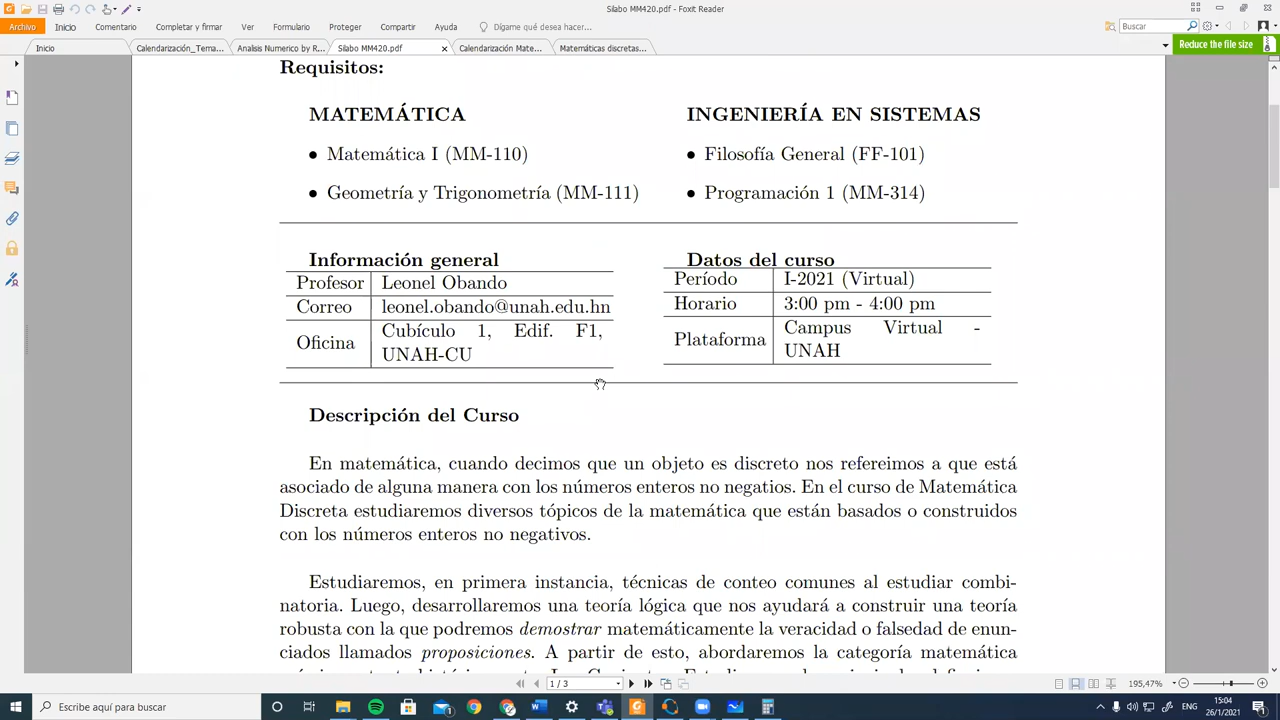 Silabo MM420.pdf - Foxit Reader
Archivo Inicio Comentario Completar y firmar Ver Formulario Proteger Compartir Ayuda Dígame qué desea hacer... Buscar
Inicio Calendarización_Tema... Analisis Numerico by R... Silabo MM420.pdf Calendarización Mate... Matemáticas discretas... Reduce the file size
Requisitos:
MATEMÁTICA
• Matemática I (MM-110)
• Geometría y Trigonometría (MM-111)
INGENIERÍA EN SISTEMAS
• Filosofía General (FF-101)
• Programación 1 (MM-314)
Información general
Profesor Leonel Obando
Correo leonel.obando@unah.edu.hn
Oficina Cubículo 1, Edif. F1,
UNAH-CU
Datos del curso
Período I-2021 (Virtual)
Horario 3:00 pm - 4:00 pm
Plataforma Campus Virtual -
UNAH
Descripción del Curso
En matemática, cuando decimos que un objeto es discreto nos refereimos a que está
asociado de alguna manera con los números enteros no negatios. En el curso de Matemática
Discreta estudiaremos diversos tópicos de la matemática que están basados o construidos
con los números enteros no negativos.
Estudiaremos, en primera instancia, técnicas de conteo comunes al estudiar combi-
natoria. Luego, desarrollaremos una teoría lógica que nos ayudará a construir una teoría
robusta con la que podremos demostrar matemáticamente la veracidad o falsedad de enun-
ciados llamados proposiciones. A partir de esto, abordaremos la categoría matemática
1 / 3 195,47%
Escribe aquí para buscar
15:04
26/1/2021